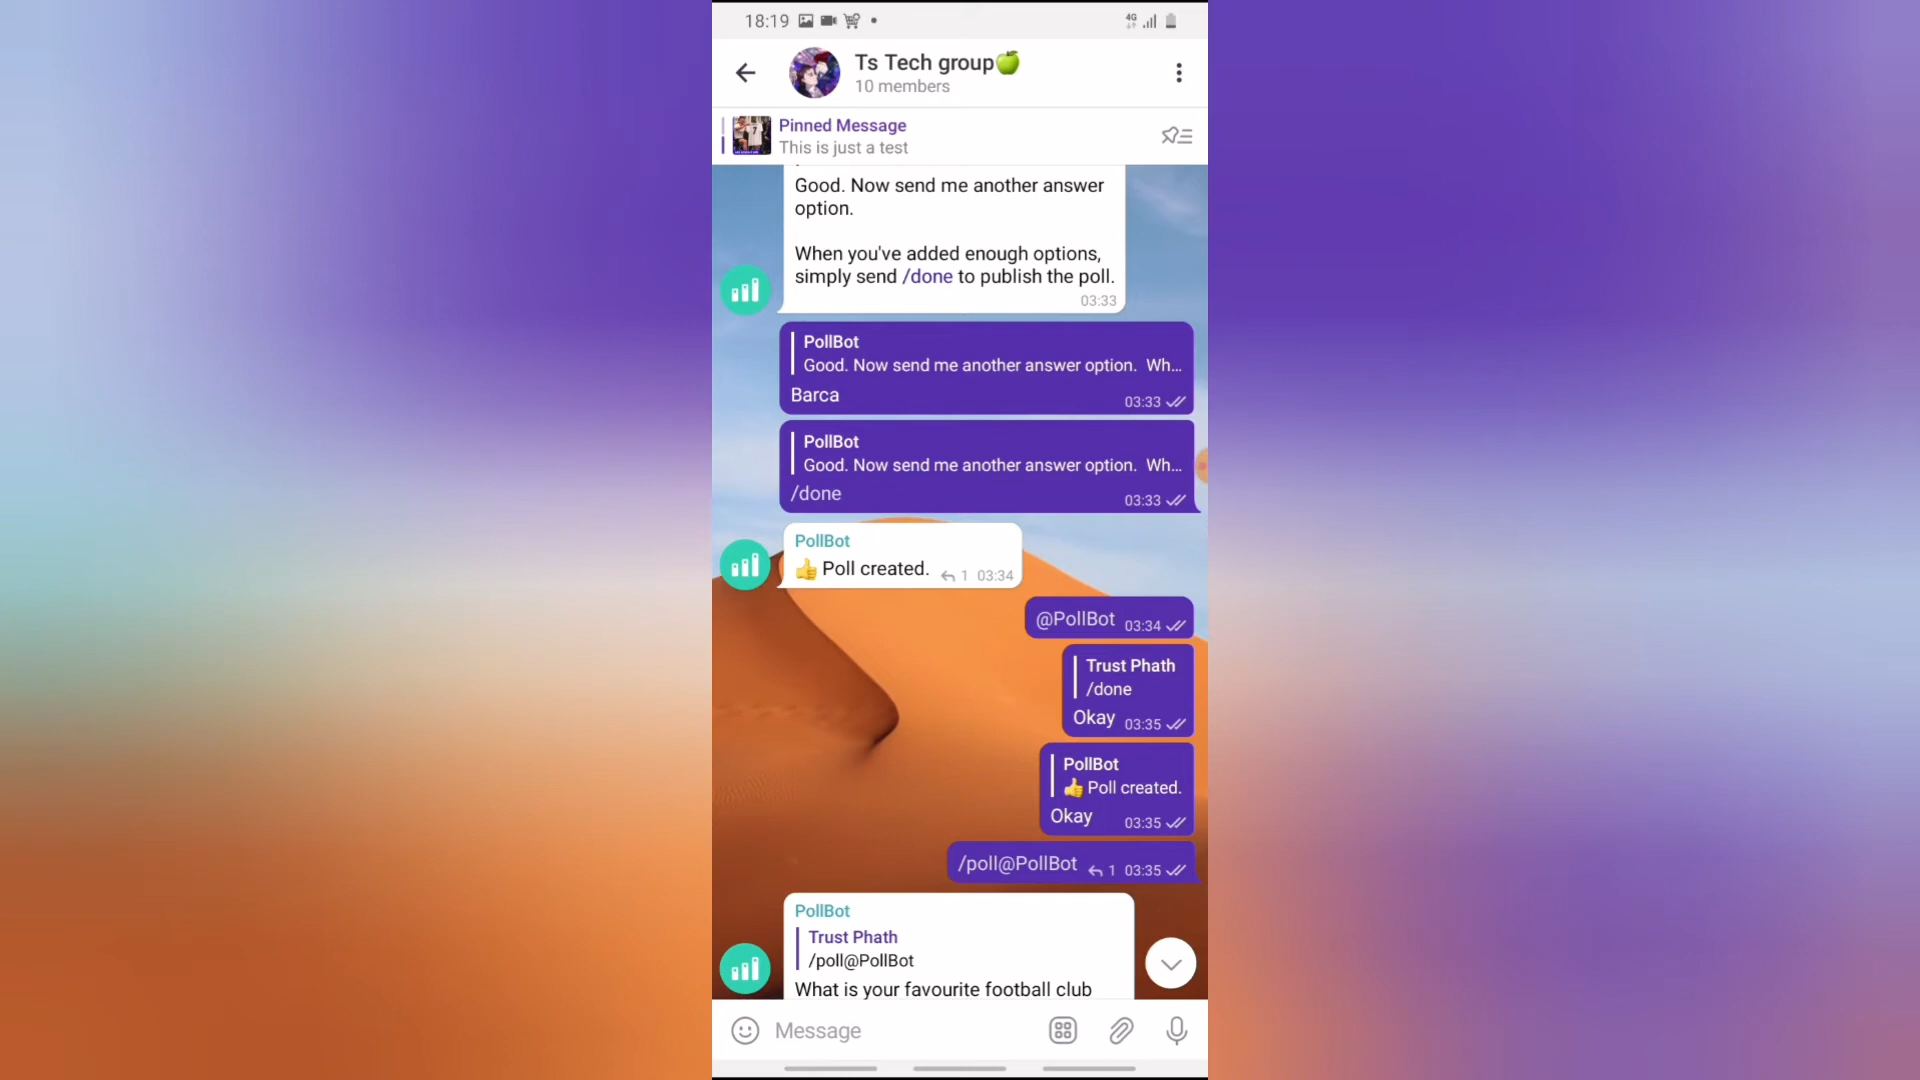 18:19
4G
Ts Tech group🍏
10 members
Pinned Message
This is just a test
Good. Now send me another answer
option.
When you've added enough options,
simply send /done to publish the poll.
03:33
PollBot
Good. Now send me another answer option. Wh...
Barca
03:33
PollBot
Good. Now send me another answer option. Wh...
/done
03:33
PollBot
👍 Poll created. 1 03:34
@PollBot 03:34
Trust Phath
/done
Okay 03:35
PollBot
👍 Poll created.
Okay 03:35
/poll@PollBot 1 03:35
PollBot
Trust Phath
/poll@PollBot
What is your favourite football club
Message